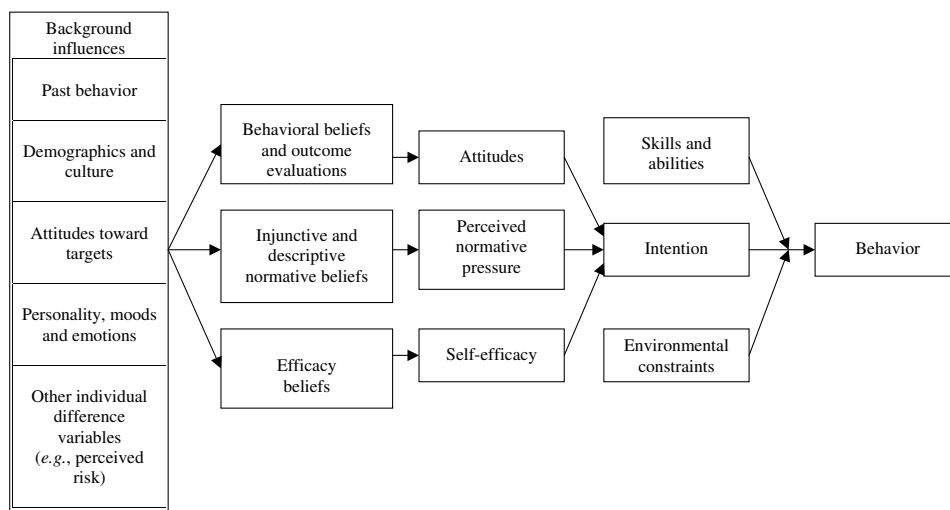 Background
influences
Past behavior
Demographics and
culture
Attitudes toward
targets
Personality, moods
and emotions
Other individual
difference
variables
(e.g., perceived
risk)
Behavioral beliefs
and outcome
evaluations
Injunctive and
descriptive
normative beliefs
Efficacy
beliefs
Attitudes
Perceived
normative
pressure
Self-efficacy
Skills and
abilities
Intention
Environmental
constraints
Behavior